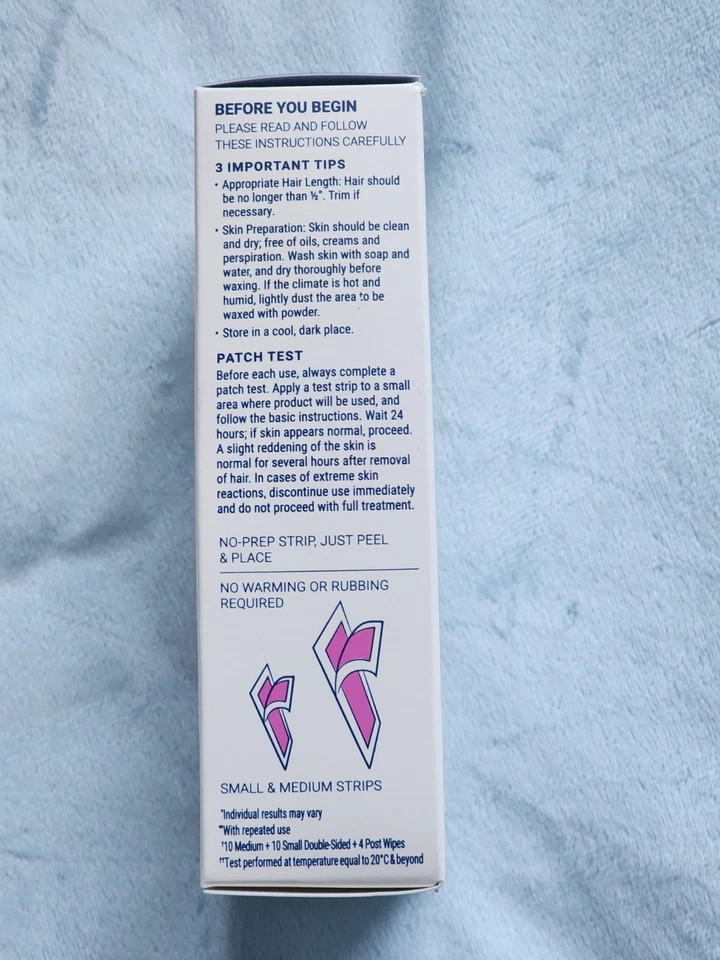 BEFORE YOU BEGIN
PLEASE READ AND FOLLOW
THESE INSTRUCTIONS CAREFULLY
3 IMPORTANT TIPS
• Appropriate Hair Length: Hair should
be no longer than ½". Trim if
necessary.
• Skin Preparation: Skin should be clean
and dry; free of oils, creams and
perspiration. Wash skin with soap and
water, and dry thoroughly before
waxing. If the climate is hot and
humid, lightly dust the area to be
waxed with powder.
• Store in a cool, dark place.
PATCH TEST
Before each use, always complete a
patch test. Apply a test strip to a small
area where product will be used, and
follow the basic instructions. Wait 24
hours; if skin appears normal, proceed.
A slight reddening of the skin is
normal for several hours after removal
of hair. In cases of extreme skin
reactions, discontinue use immediately
and do not proceed with full treatment.
NO-PREP STRIP, JUST PEEL
& PLACE
NO WARMING OR RUBBING
REQUIRED
SMALL & MEDIUM STRIPS
*Individual results may vary
**With repeated use
†10 Medium + 10 Small Double-Sided + 4 Post Wipes
††Test performed at temperature equal to 20°C & beyond